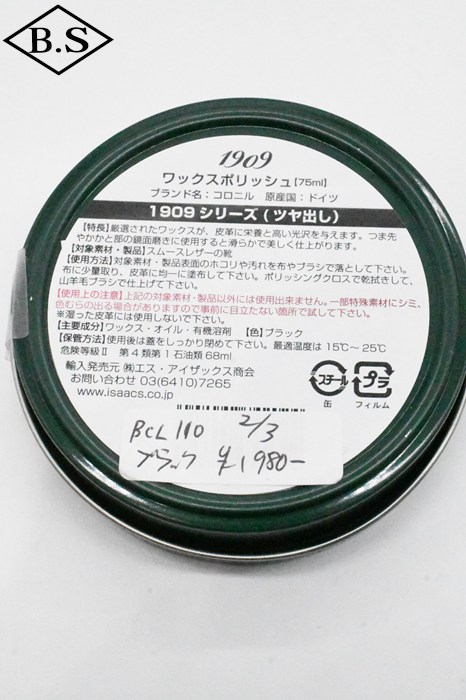 B.S
1909
ワックスポリッシュ【75ml】
ブランド名：コロニル 原産国：ドイツ
1909シリーズ(ツヤ出し)
【特長】厳選されたワックスが、皮革に栄養と高い光沢を与えます。つま先
やかかと部の鏡面磨きに使用すると滑らかで美しく仕上がります。
【対象素材・製品】スムースレザーの靴
【使用方法】対象素材・製品表面のホコリや汚れを布やブラシで落として下さい。
布に少量取り、皮革に均一に塗布して下さい。ポリッシングクロスで乾拭きして、
山羊毛ブラシで仕上げて下さい。
【使用上の注意】上記の対象素材・製品以外には使用出来ません。一部特殊素材にシミ、
色むらの出る場合がありますので事前に目立たない箇所で試して下さい。
※湿った皮革には使用しないで下さい。
【主要成分】ワックス・オイル・有機溶剤 【色】ブラック
【保管方法】使用後は蓋をしっかり閉めて下さい。最適温度は15℃～25℃
危険等級Ⅱ 第4類第1石油類68ml
輸入発売元 ㈱エス・アイザックス商会
お問い合わせ 03(6410)7265
www.isaacs.co.jp
スチール プラ
缶 フィルム
BCL 110 2/3
ブラック ¥1980-